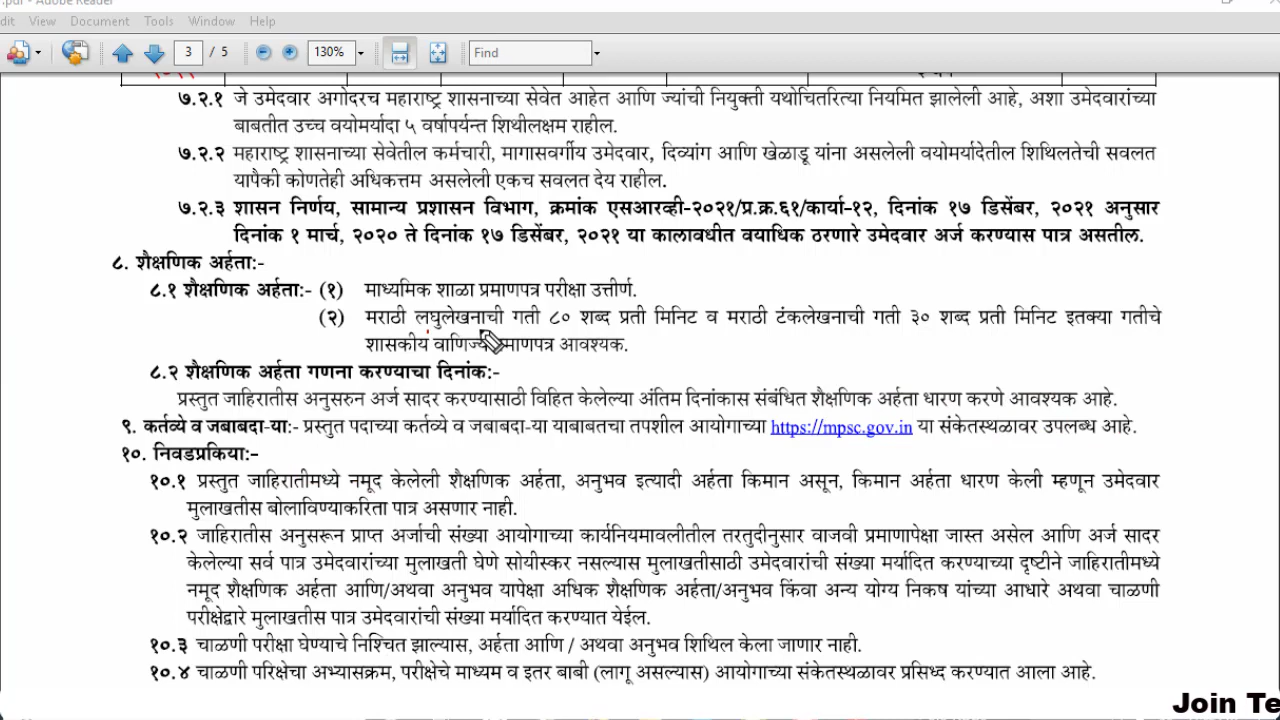 .pdf - Adobe Reader
dit View Document Tools Window Help
3 / 5 130% Find
७.२.१ जे उमेदवार अगोदरच महाराष्ट्र शासनाच्या सेवेत आहेत आणि ज्यांची नियुक्ती यथोचितरित्या नियमित झालेली आहे, अशा उमेदवारांच्या
बाबतीत उच्च वयोमर्यादा ५ वर्षापर्यन्त शिथीलक्षम राहील.
७.२.२ महाराष्ट्र शासनाच्या सेवेतील कर्मचारी, मागासवर्गीय उमेदवार, दिव्यांग आणि खेळाडू यांना असलेली वयोमर्यादेतील शिथिलतेची सवलत
यापैकी कोणतेही अधिकत्तम असलेली एकच सवलत देय राहील.
७.२.३ शासन निर्णय, सामान्य प्रशासन विभाग, क्रमांक एसआरव्ही-२०२१/प्र.क्र.६१/कार्या-१२, दिनांक १७ डिसेंबर, २०२१ अनुसार
दिनांक १ मार्च, २०२० ते दिनांक १७ डिसेंबर, २०२१ या कालावधीत वयाधिक ठरणारे उमेदवार अर्ज करण्यास पात्र असतील.
८. शैक्षणिक अर्हता:-
८.१ शैक्षणिक अर्हता:- (१) माध्यमिक शाळा प्रमाणपत्र परीक्षा उत्तीर्ण.
(२) मराठी लघुलेखनाची गती ८० शब्द प्रती मिनिट व मराठी टंकलेखनाची गती ३० शब्द प्रती मिनिट इतक्या गतीचे
शासकीय वाणिज्य प्रमाणपत्र आवश्यक.
८.२ शैक्षणिक अर्हता गणना करण्याचा दिनांक:-
प्रस्तुत जाहिरातीस अनुसरुन अर्ज सादर करण्यासाठी विहित केलेल्या अंतिम दिनांकास संबंधित शैक्षणिक अर्हता धारण करणे आवश्यक आहे.
९. कर्तव्ये व जबाबदा-या:- प्रस्तुत पदाच्या कर्तव्ये व जबाबदा-या याबाबतचा तपशील आयोगाच्या https://mpsc.gov.in या संकेतस्थळावर उपलब्ध आहे.
१०. निवडप्रकिया:-
१०.१ प्रस्तुत जाहिरातीमध्ये नमूद केलेली शैक्षणिक अर्हता, अनुभव इत्यादी अर्हता किमान असून, किमान अर्हता धारण केली म्हणून उमेदवार
मुलाखतीस बोलाविण्याकरिता पात्र असणार नाही.
१०.२ जाहिरातीस अनुसरून प्राप्त अर्जाची संख्या आयोगाच्या कार्यनियमावलीतील तरतुदीनुसार वाजवी प्रमाणापेक्षा जास्त असेल आणि अर्ज सादर
केलेल्या सर्व पात्र उमेदवारांच्या मुलाखती घेणे सोयीस्कर नसल्यास मुलाखतीसाठी उमेदवारांची संख्या मर्यादित करण्याच्या दृष्टीने जाहिरातीमध्ये
नमूद शैक्षणिक अर्हता आणि/अथवा अनुभव यापेक्षा अधिक शैक्षणिक अर्हता/अनुभव किंवा अन्य योग्य निकष यांच्या आधारे अथवा चाळणी
परीक्षेद्वारे मुलाखतीस पात्र उमेदवारांची संख्या मर्यादित करण्यात येईल.
१०.३ चाळणी परीक्षा घेण्याचे निश्चित झाल्यास, अर्हता आणि / अथवा अनुभव शिथिल केला जाणार नाही.
१०.४ चाळणी परिक्षेचा अभ्यासक्रम, परीक्षेचे माध्यम व इतर बाबी (लागू असल्यास) आयोगाच्या संकेतस्थळावर प्रसिध्द करण्यात आला आहे.
Join Te